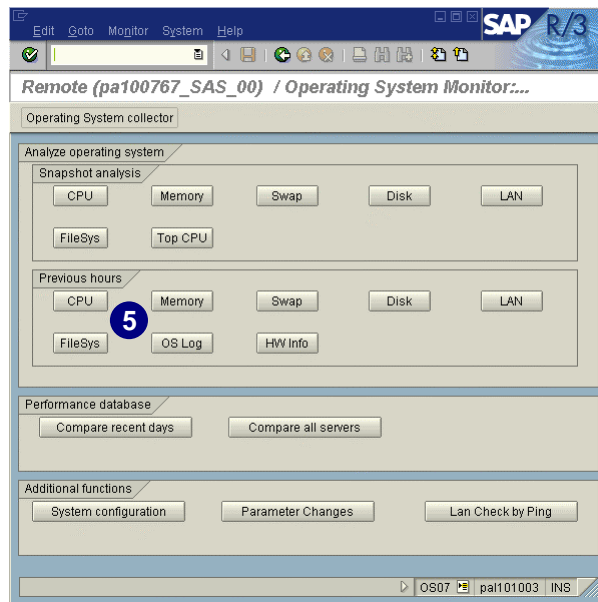 SAP R/3
Edit Goto Monitor System Help
Remote (pa100767_SAS_00) / Operating System Monitor:...
Operating System collector
Analyze operating system
Snapshot analysis
CPU Memory Swap Disk LAN
FileSys Top CPU
Previous hours
CPU Memory Swap Disk LAN
5
FileSys OS Log HW Info
Performance database
Compare recent days Compare all servers
Additional functions
System configuration Parameter Changes Lan Check by Ping
OS07 pal101003 INS